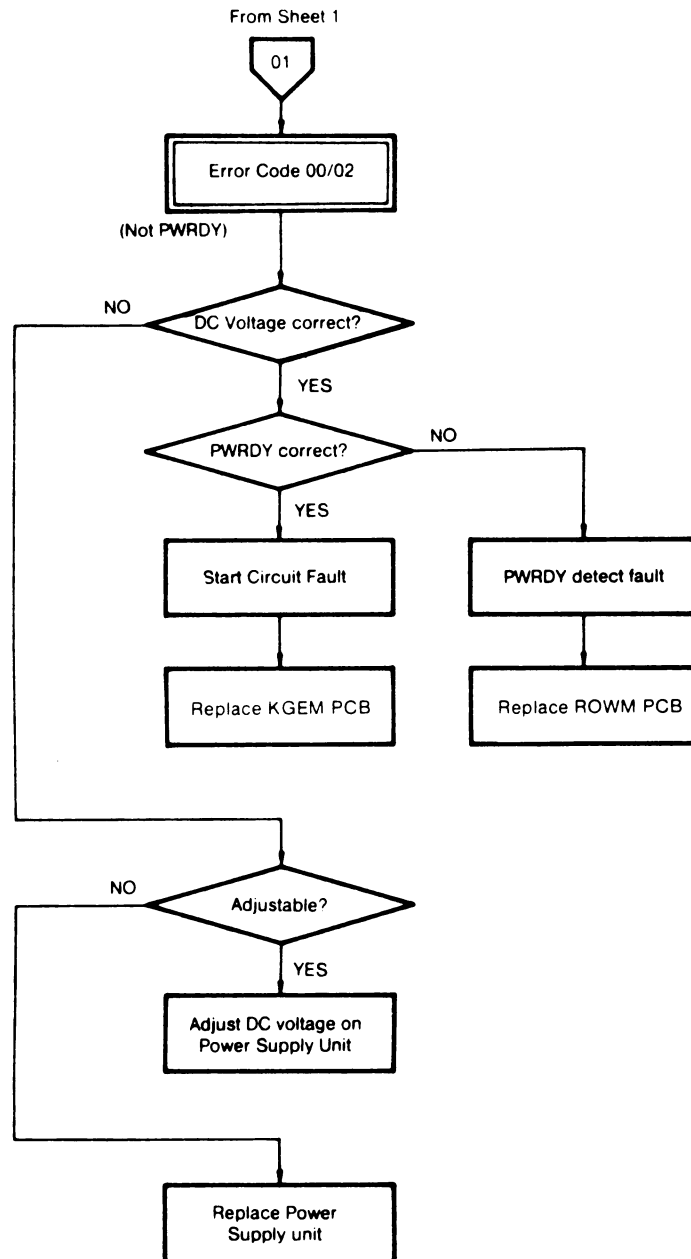 From Sheet 1
01
Error Code 00/02
(Not PWRDY)
NO
DC Voltage correct?
YES
PWRDY correct?
NO
YES
Start Circuit Fault
PWRDY detect fault
Replace KGEM PCB
Replace ROWM PCB
NO
Adjustable?
YES
Adjust DC voltage on
Power Supply Unit
Replace Power
Supply unit